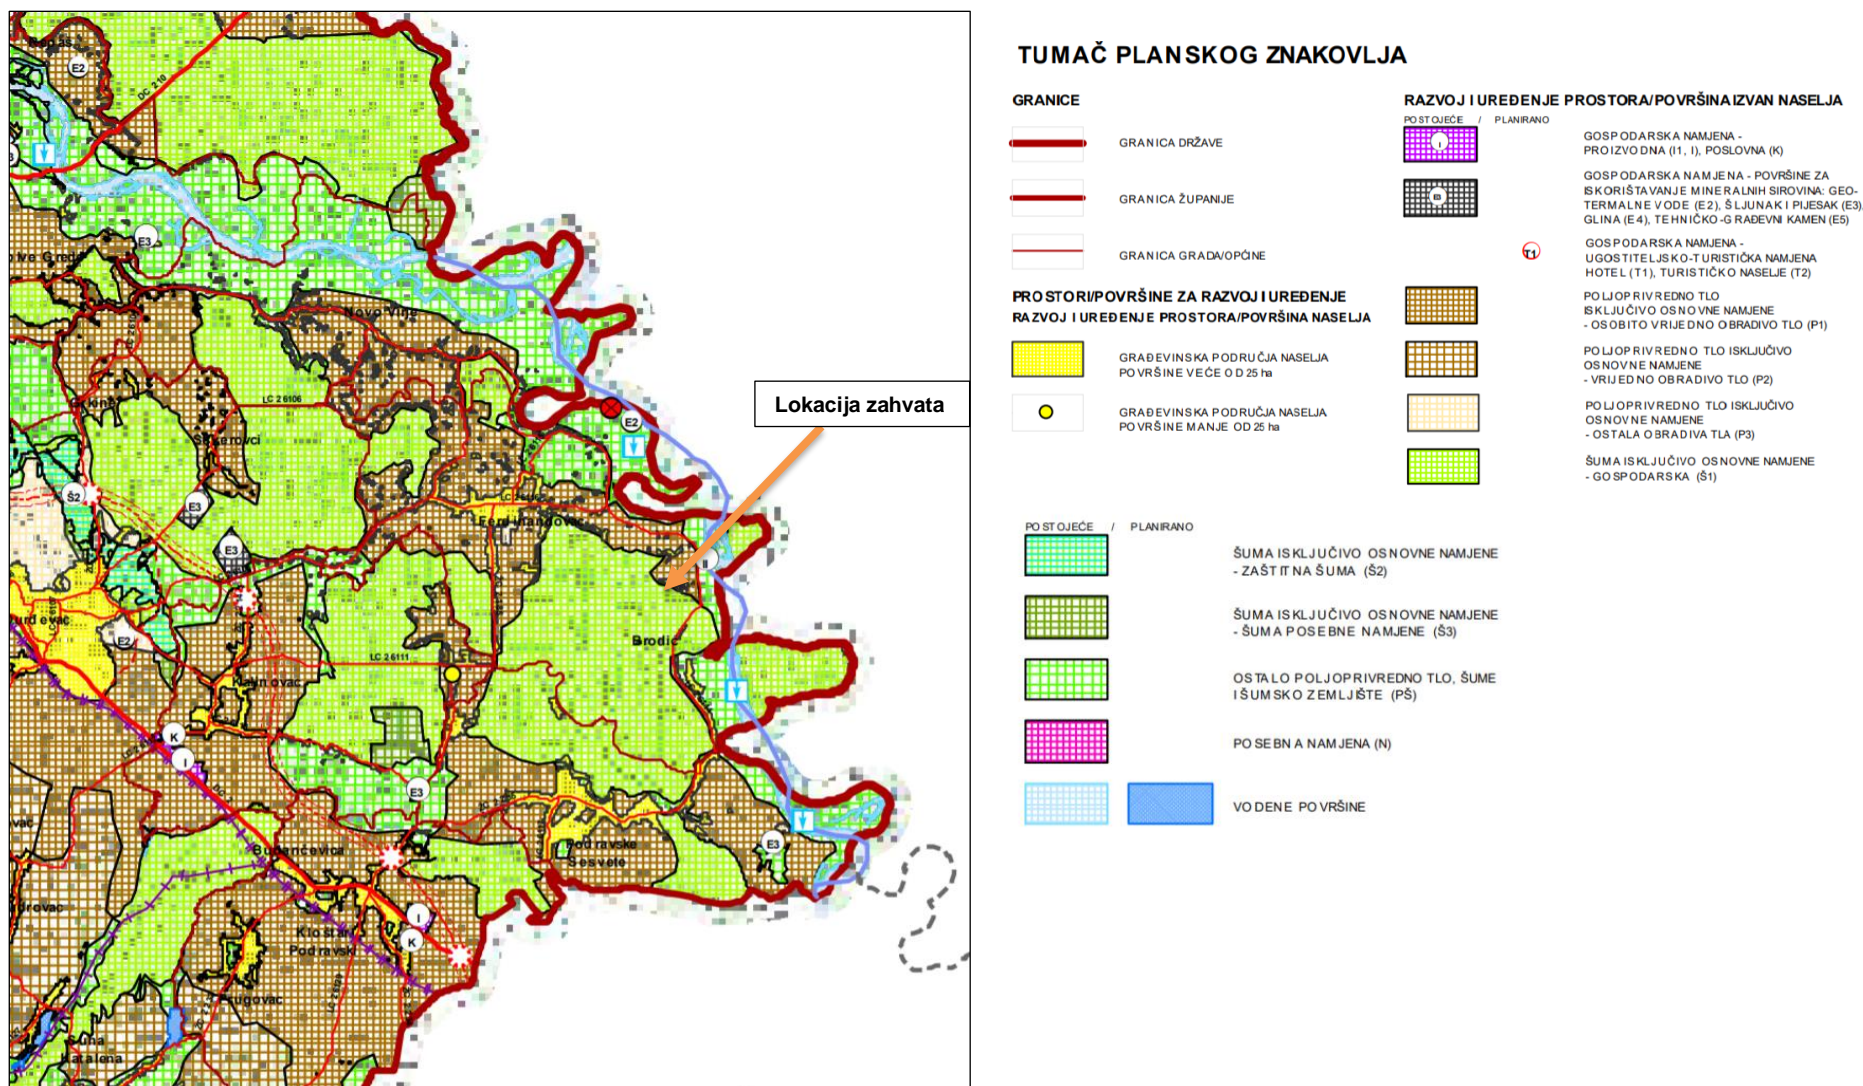 E2
DC 210
E3
Novo Virje
LC 26106
Lokacija zahvata
E2
Š2
E3
Ferdinandovac
E3
Brodić
E2
LC 26111
Kalinovac
K
I
E3
Podravske
Sesvete
E3
Budančevica
I
Kloštar
Podravski
K
Suha
Katalena
TUMAČ PLANSKOG ZNAKOVLJA
GRANICE
GRANICA DRŽAVE
GRANICA ŽUPANIJE
GRANICA GRADA/OPĆINE
PROSTORI/POVRŠINE ZA RAZVOJ I UREĐENJE
RAZVOJ I UREĐENJE PROSTORA/POVRŠINA NASELJA
GRAĐEVINSKA PODRUČJA NASELJA
POVRŠINE VEĆE OD 25 ha
GRAĐEVINSKA PODRUČJA NASELJA
POVRŠINE MANJE OD 25 ha
RAZVOJ I UREĐENJE PROSTORA/POVRŠINA IZVAN NASELJA
POSTOJEĆE / PLANIRANO
I
GOSPODARSKA NAMJENA -
PROIZVODNA (I1, I), POSLOVNA (K)
E3
GOSPODARSKA NAMJENA - POVRŠINE ZA
ISKORIŠTAVANJE MINERALNIH SIROVINA: GEO-
TERMALNE VODE (E2), ŠLJUNAK I PIJESAK (E3),
GLINA (E4), TEHNIČKO-GRAĐEVNI KAMEN (E5)
T1
GOSPODARSKA NAMJENA -
UGOSTITELJSKO-TURISTIČKA NAMJENA
HOTEL (T1), TURISTIČKO NASELJE (T2)
POLJOPRIVREDNO TLO
ISKLJUČIVO OSNOVNE NAMJENE
- OSOBITO VRIJEDNO OBRADIVO TLO (P1)
POLJOPRIVREDNO TLO ISKLJUČIVO
OSNOVNE NAMJENE
- VRIJEDNO OBRADIVO TLO (P2)
POLJOPRIVREDNO TLO ISKLJUČIVO
OSNOVNE NAMJENE
- OSTALA OBRADIVA TLA (P3)
ŠUMA ISKLJUČIVO OSNOVNE NAMJENE
- GOSPODARSKA (Š1)
POSTOJEĆE / PLANIRANO
ŠUMA ISKLJUČIVO OSNOVNE NAMJENE
- ZAŠTITNA ŠUMA (Š2)
ŠUMA ISKLJUČIVO OSNOVNE NAMJENE
- ŠUMA POSEBNE NAMJENE (Š3)
OSTALO POLJOPRIVREDNO TLO, ŠUME
I ŠUMSKO ZEMLJIŠTE (PŠ)
POSEBNA NAMJENA (N)
VODENE POVRŠINE